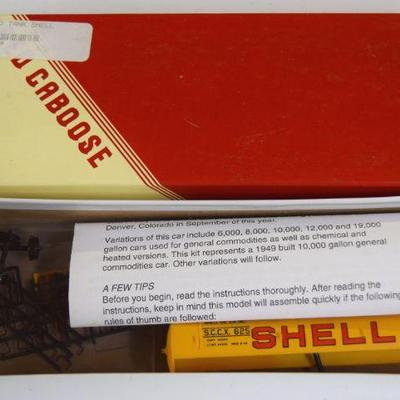 TANK SHELL
CABOOSE
Denver, Colorado in September of this year.
Variations of this car include 6,000, 8,000, 10,000, 12,000 and 19,000
gallon cars used for general commodities as well as chemical and
heated versions. This kit represents a 1949 built 10,000 gallon general
commodities car. Other variations will follow.
A FEW TIPS
Before you begin, read the instructions thoroughly. After reading the
instructions, keep in mind this model will assemble quickly if the following
rules of thumb are followed:
S.C.C.X. 625
SHELL